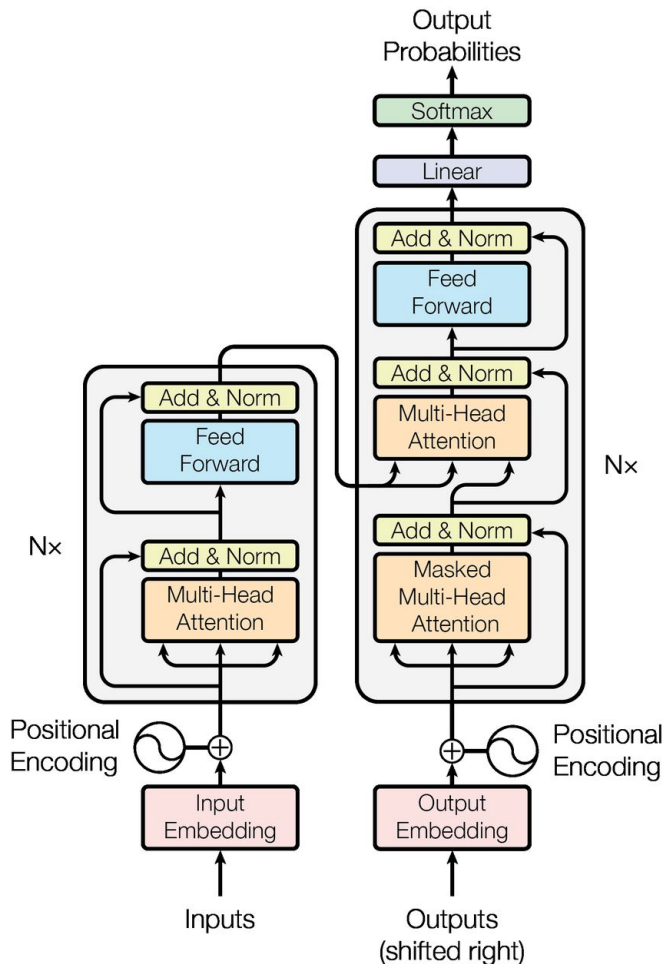 Output
Probabilities
Softmax
Linear
Add & Norm
Feed
Forward
Add & Norm
Multi-Head
Attention
Nx
Add & Norm
Masked
Multi-Head
Attention
Add & Norm
Feed
Forward
Nx
Add & Norm
Multi-Head
Attention
Positional
Encoding
Positional
Encoding
Input
Embedding
Output
Embedding
Inputs
Outputs
(shifted right)